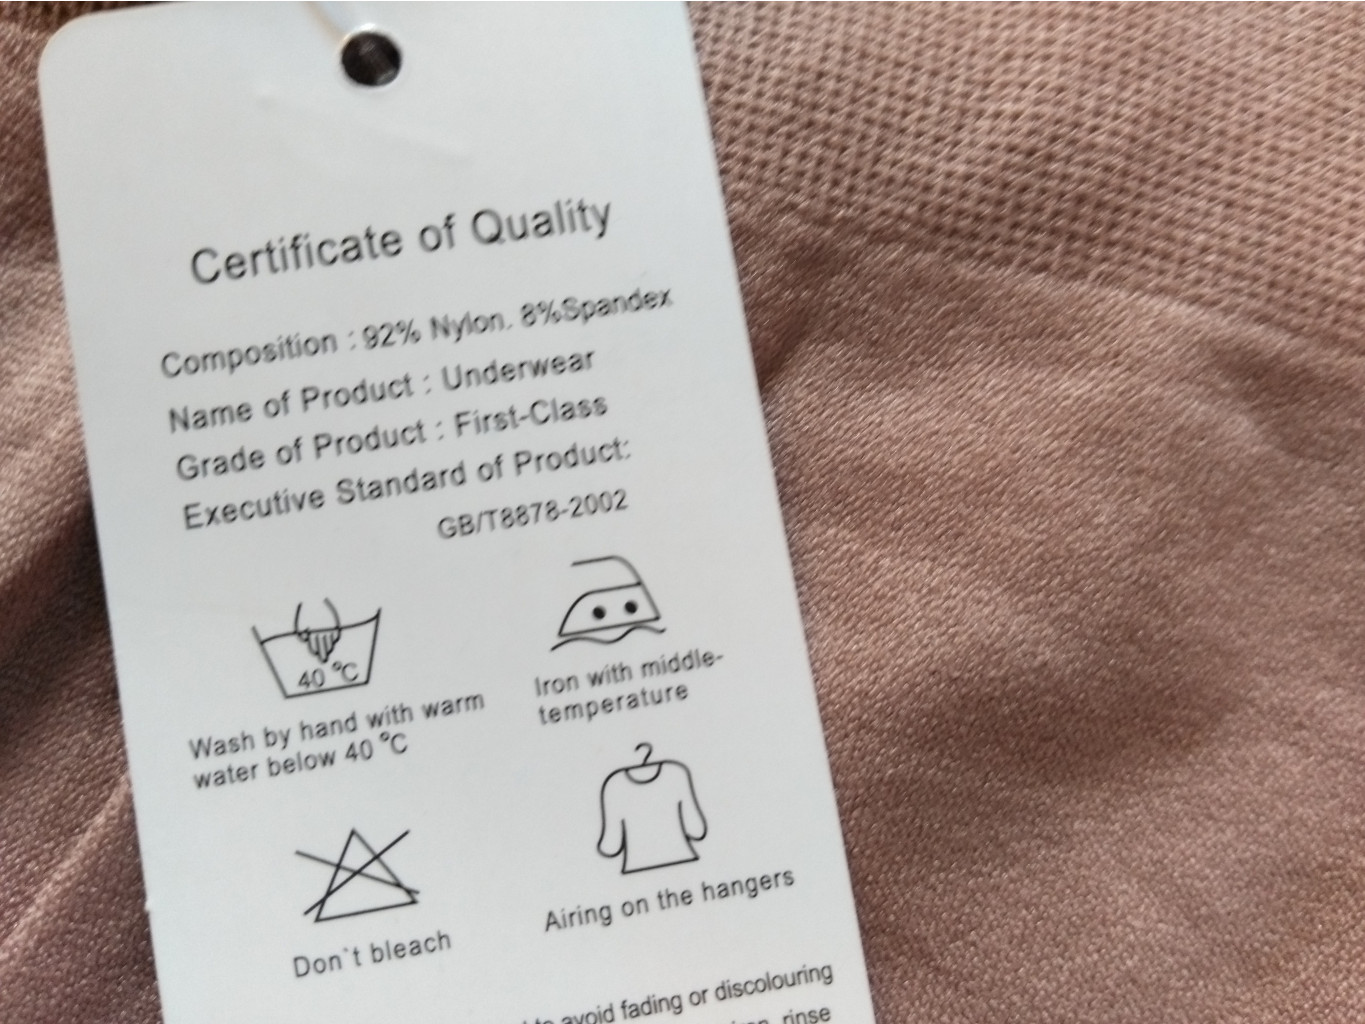 Certificate of Quality
Composition : 92% Nylon. 8%Spandex
Name of Product : Underwear
Grade of Product : First-Class
Executive Standard of Product:
GB/T8878-2002
40 °C
Wash by hand with warm
water below 40 °C
Iron with middle-
temperature
Don`t bleach
Airing on the hangers
to avoid fading or discolouring
rinse